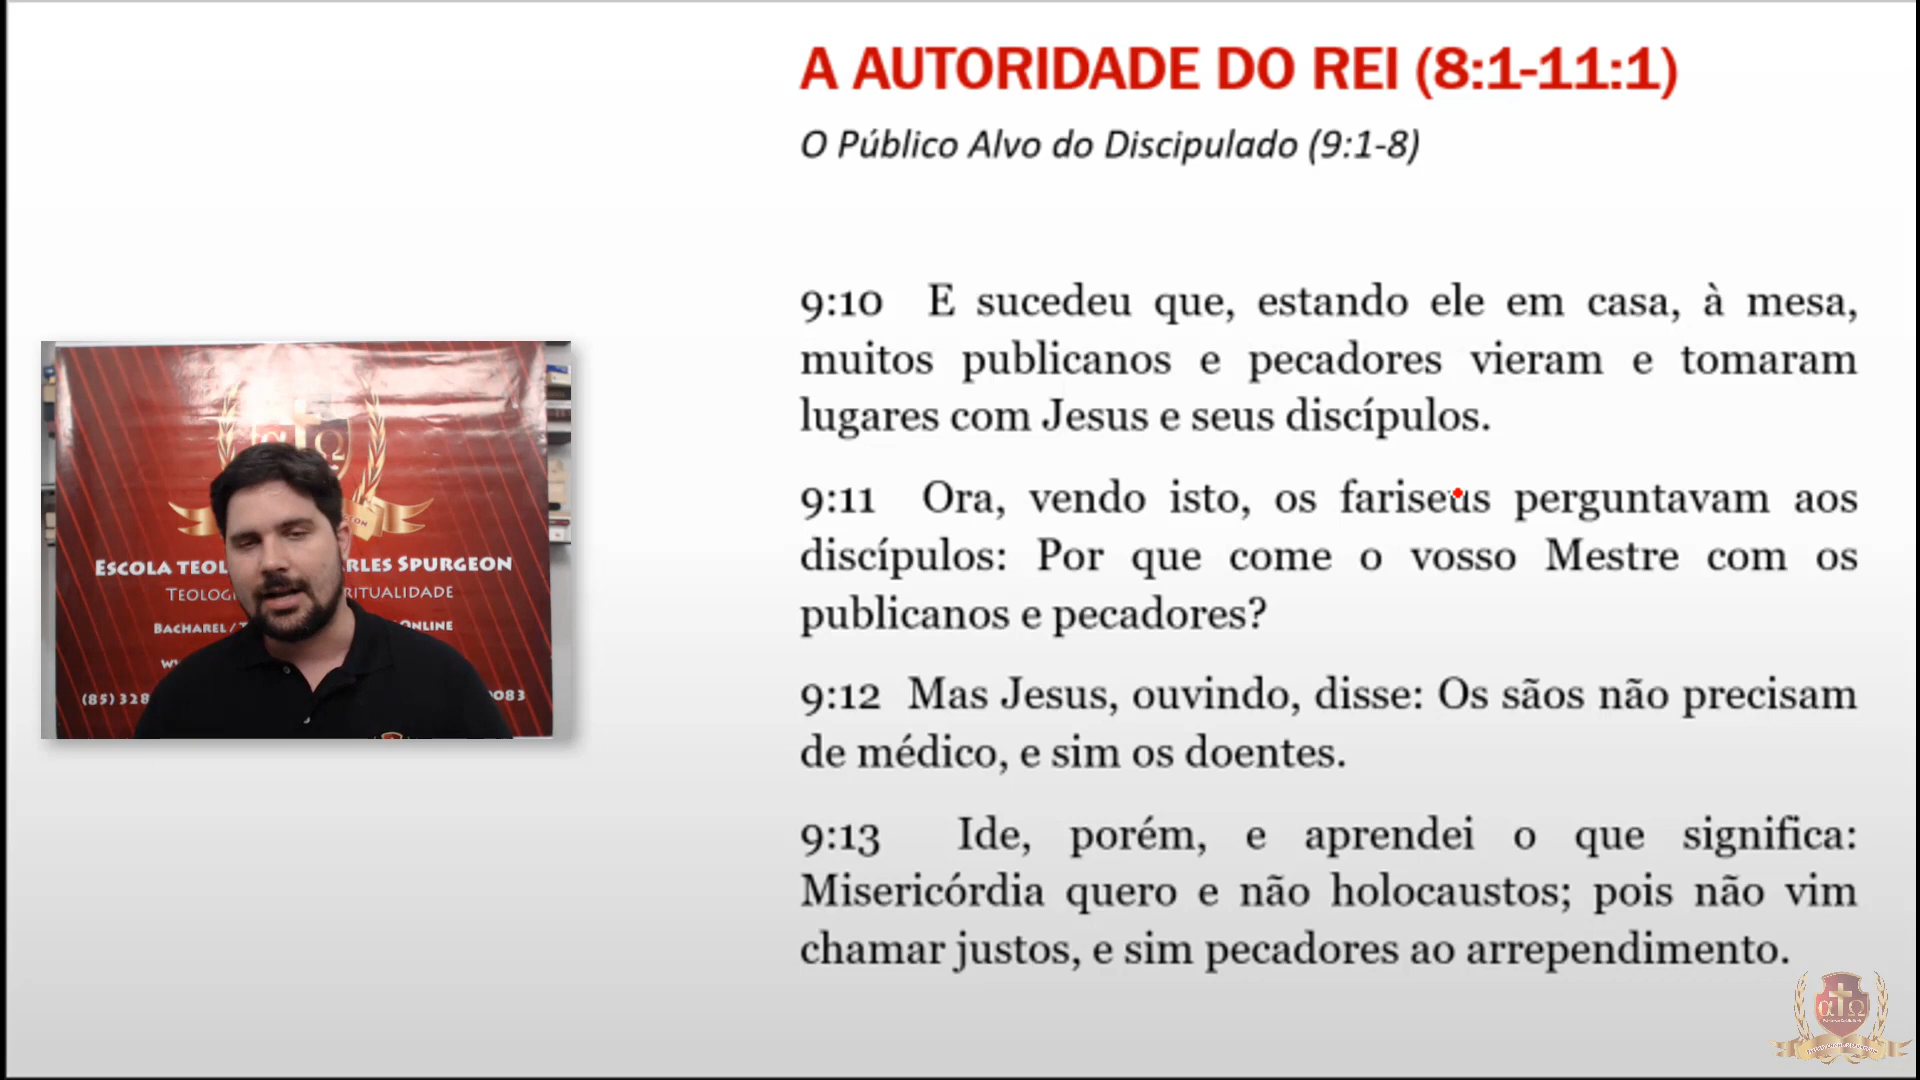 A AUTORIDADE DO REI (8:1-11:1)
O Público Alvo do Discipulado (9:1-8)
9:10 E sucedeu que, estando ele em casa, à mesa,
muitos publicanos e pecadores vieram e tomaram
lugares com Jesus e seus discípulos.
9:11 Ora, vendo isto, os fariseus perguntavam aos
discípulos: Por que come o vosso Mestre com os
publicanos e pecadores?
9:12 Mas Jesus, ouvindo, disse: Os sãos não precisam
de médico, e sim os doentes.
9:13 Ide, porém, e aprendei o que significa:
Misericórdia quero e não holocaustos; pois não vim
chamar justos, e sim pecadores ao arrependimento.
α Ω
ESCOLA TEOL RLES SPURGEON
TEOLOGI RITUALIDADE
BACHAREL / T ONLINE
WV
(85) 328 0083
α Ω